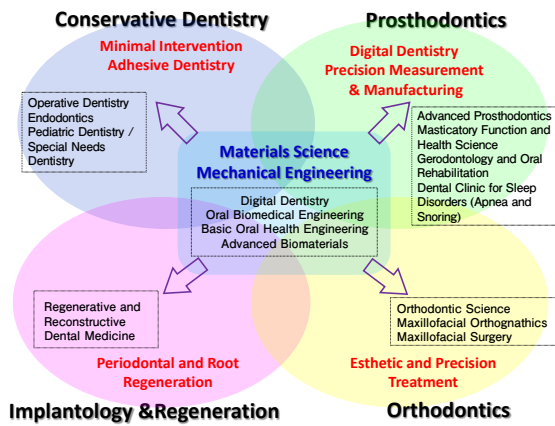 Conservative Dentistry
Minimal Intervention
Adhesive Dentistry
Operative Dentistry
Endodontics
Pediatric Dentistry /
Special Needs
Dentistry
Prosthodontics
Digital Dentistry
Precision Measurement
& Manufacturing
Advanced Prosthodontics
Masticatory Function and
Health Science
Gerodontology and Oral
Rehabilitation
Dental Clinic for Sleep
Disorders (Apnea and
Snoring)
Materials Science
Mechanical Engineering
Digital Dentistry
Oral Biomedical Engineering
Basic Oral Health Engineering
Advanced Biomaterials
Regenerative and
Reconstructive
Dental Medicine
Periodontal and Root
Regeneration
Implantology &Regeneration
Orthodontic Science
Maxillofacial Orthognathics
Maxillofacial Surgery
Esthetic and Precision
Treatment
Orthodontics